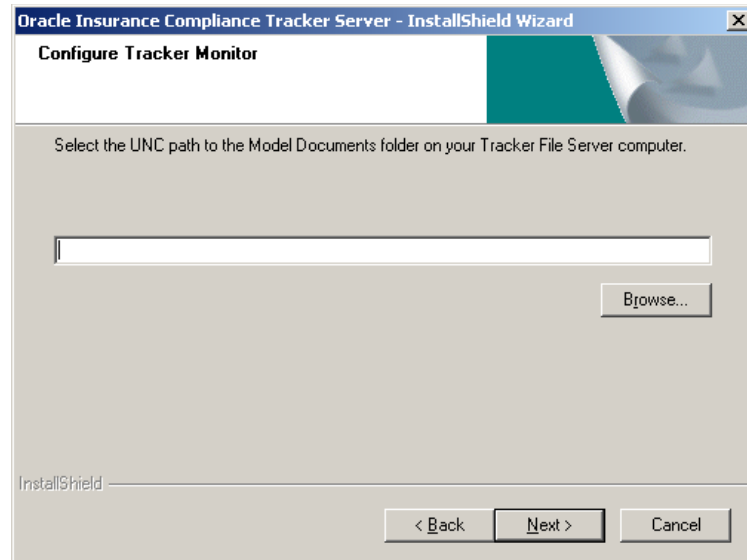 Oracle Insurance Compliance Tracker Server - InstallShield Wizard
Configure Tracker Monitor
Select the UNC path to the Model Documents folder on your Tracker File Server computer.
Browse...
InstallShield
< Back Next > Cancel